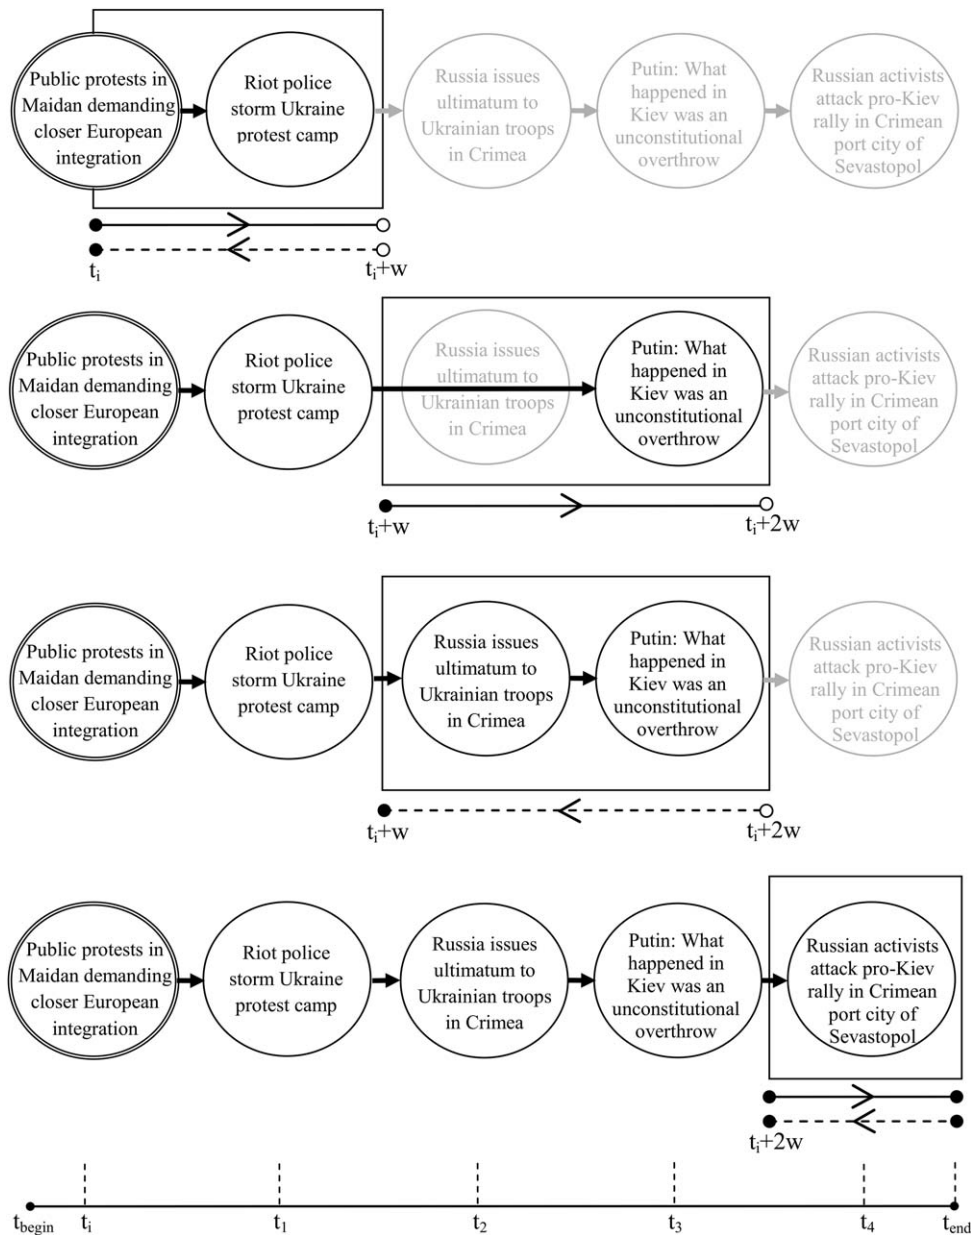 Public protests in
Maidan demanding
closer European
integration
Riot police
storm Ukraine
protest camp
Russia issues
ultimatum to
Ukrainian troops
in Crimea
Putin: What
happened in
Kiev was an
unconstitutional
overthrow
Russian activists
attack pro-Kiev
rally in Crimean
port city of
Sevastopol
tᵢ
tᵢ+w
Public protests in
Maidan demanding
closer European
integration
Riot police
storm Ukraine
protest camp
Russia issues
ultimatum to
Ukrainian troops
in Crimea
Putin: What
happened in
Kiev was an
unconstitutional
overthrow
Russian activists
attack pro-Kiev
rally in Crimean
port city of
Sevastopol
tᵢ+w
tᵢ+2w
Public protests in
Maidan demanding
closer European
integration
Riot police
storm Ukraine
protest camp
Russia issues
ultimatum to
Ukrainian troops
in Crimea
Putin: What
happened in
Kiev was an
unconstitutional
overthrow
Russian activists
attack pro-Kiev
rally in Crimean
port city of
Sevastopol
tᵢ+w
tᵢ+2w
Public protests in
Maidan demanding
closer European
integration
Riot police
storm Ukraine
protest camp
Russia issues
ultimatum to
Ukrainian troops
in Crimea
Putin: What
happened in
Kiev was an
unconstitutional
overthrow
Russian activists
attack pro-Kiev
rally in Crimean
port city of
Sevastopol
tᵢ+2w
t_begin tᵢ t₁ t₂ t₃ t₄ t_end